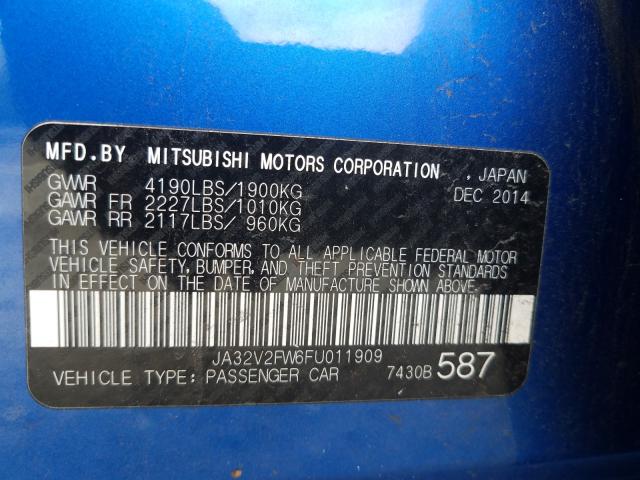 MFD.BY MITSUBISHI MOTORS CORPORATION , JAPAN
GVWR 4190LBS/1900KG DEC 2014
GAWR FR 2227LBS/1010KG
GAWR RR 2117LBS/ 960KG
THIS VEHICLE CONFORMS TO ALL APPLICABLE FEDERAL MOTOR
VEHICLE SAFETY, BUMPER, AND THEFT PREVENTION STANDARDS
IN EFFECT ON THE DATE OF MANUFACTURE SHOWN ABOVE.
JA32V2FW6FU011909
VEHICLE TYPE: PASSENGER CAR 7430B 587